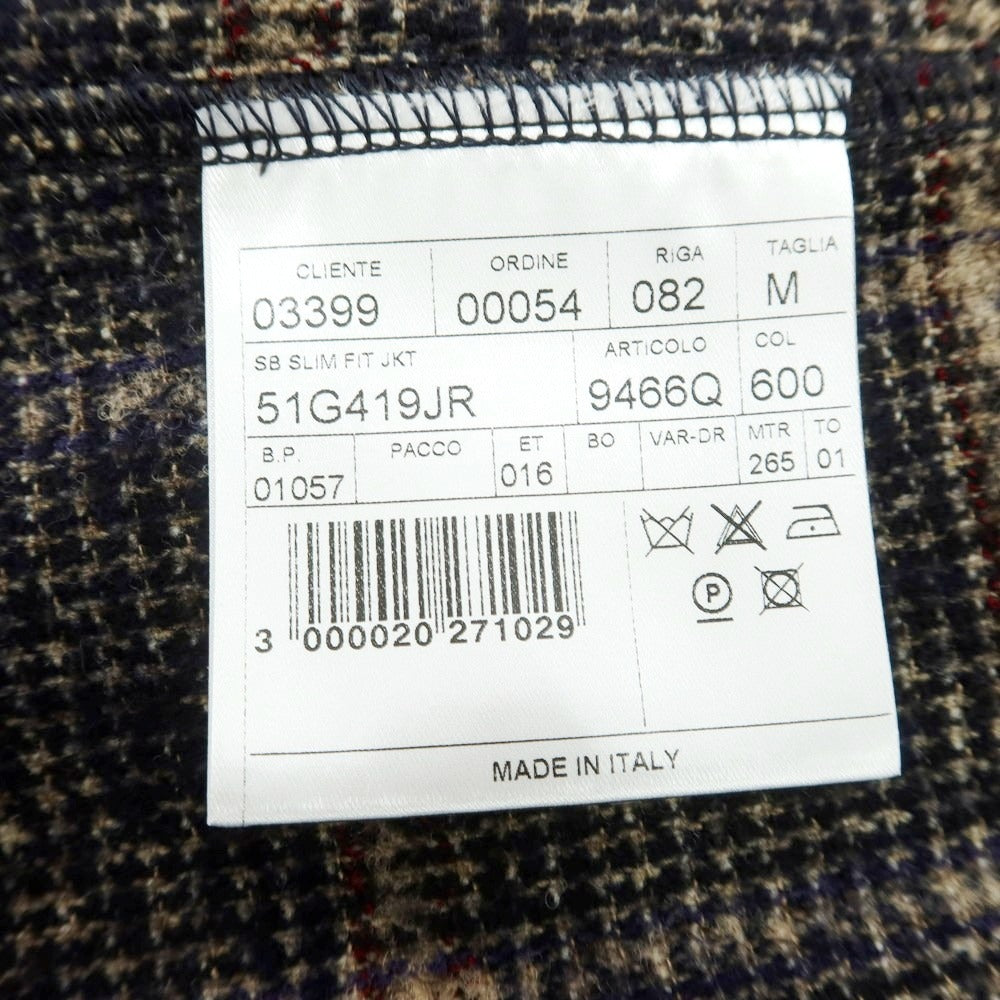 CLIENTE ORDINE RIGA TAGLIA
03399 00054 082 M
SB SLIM FIT JKT ARTICOLO COL
51G419JR 9466Q 600
B.P. PACCO ET BO VAR-DR MTR TO
01057 016 265 01
P
3 000020 271029
MADE IN ITALY